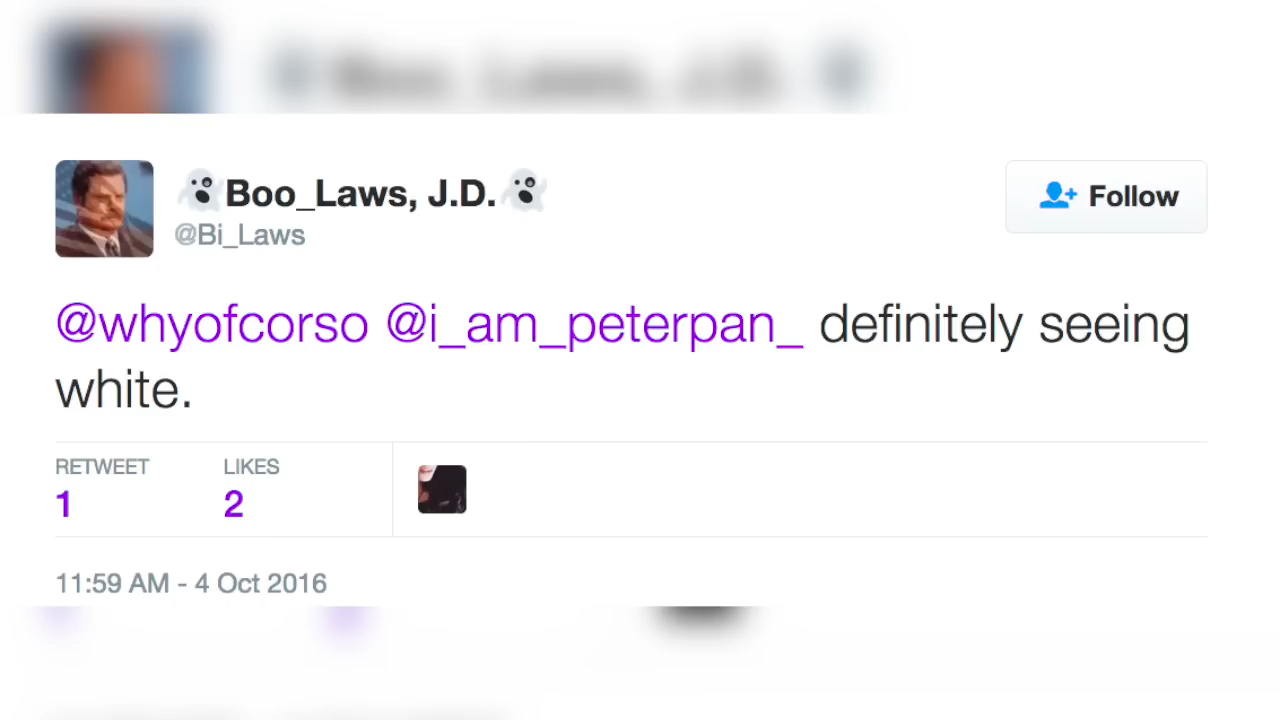 👻Boo_Laws, J.D.👻
@Bi_Laws
Follow
@whyofcorso @i_am_peterpan_ definitely seeing
white.
RETWEET LIKES
1 2
11:59 AM - 4 Oct 2016